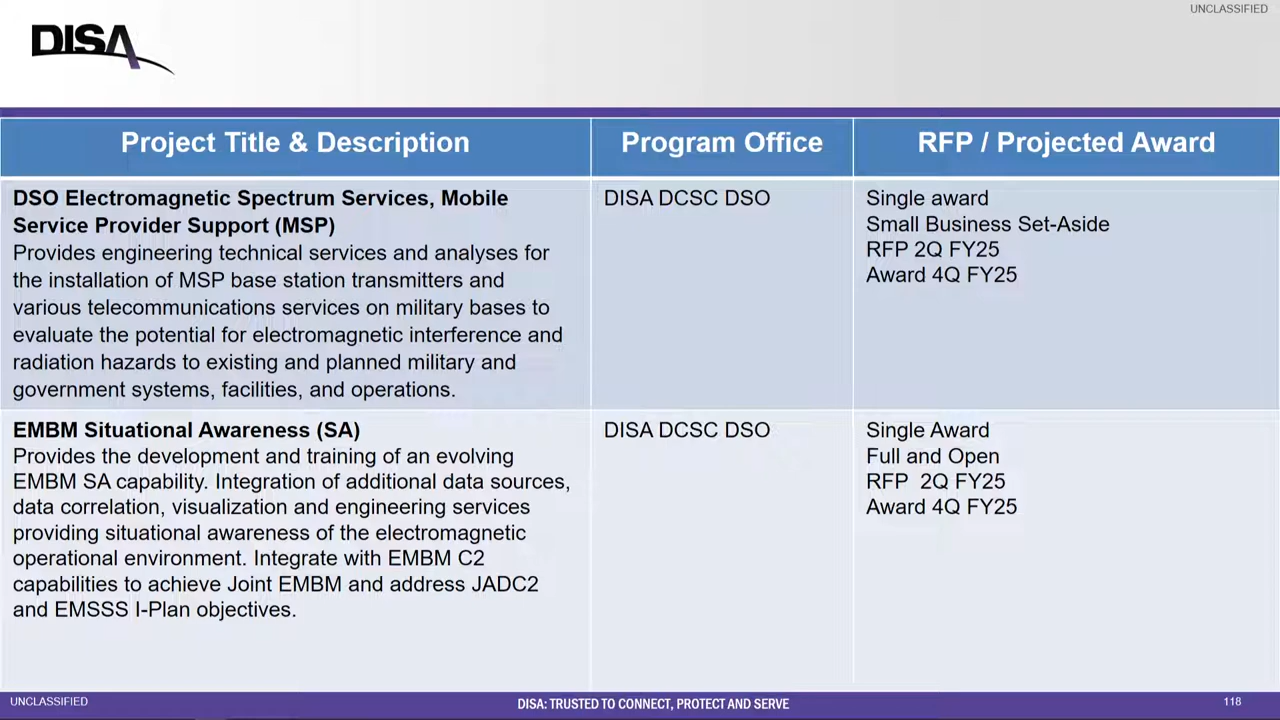 UNCLASSIFIED
DISA
Project Title & Description
Program Office
RFP / Projected Award
DSO Electromagnetic Spectrum Services, Mobile
Service Provider Support (MSP)
Provides engineering technical services and analyses for
the installation of MSP base station transmitters and
various telecommunications services on military bases to
evaluate the potential for electromagnetic interference and
radiation hazards to existing and planned military and
government systems, facilities, and operations.
DISA DCSC DSO
Single award
Small Business Set-Aside
RFP 2Q FY25
Award 4Q FY25
EMBM Situational Awareness (SA)
Provides the development and training of an evolving
EMBM SA capability. Integration of additional data sources,
data correlation, visualization and engineering services
providing situational awareness of the electromagnetic
operational environment. Integrate with EMBM C2
capabilities to achieve Joint EMBM and address JADC2
and EMSSS I-Plan objectives.
DISA DCSC DSO
Single Award
Full and Open
RFP  2Q FY25
Award 4Q FY25
UNCLASSIFIED
DISA: TRUSTED TO CONNECT, PROTECT AND SERVE
118